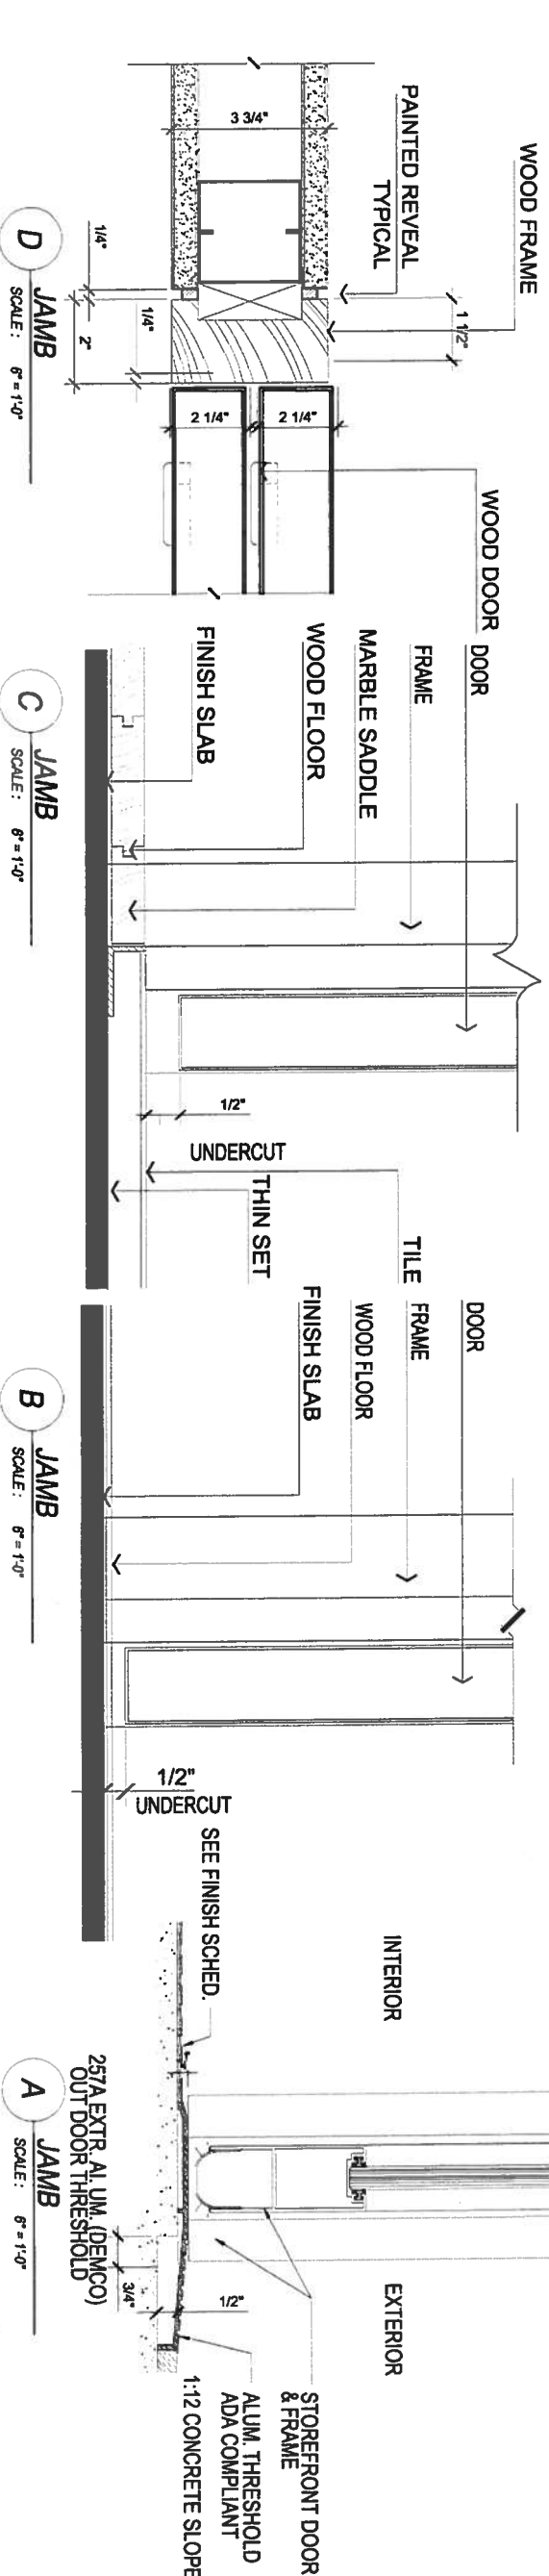 WOOD FRAME
PAINTED REVEAL
TYPICAL
1 1/2"
3 3/4"
1/4"
1/4"
2"
2 1/4"
2 1/4"
WOOD DOOR
D
JAMB
SCALE: 6" = 1'-0"
DOOR
FRAME
MARBLE SADDLE
WOOD FLOOR
FINISH SLAB
1/2"
UNDERCUT
TILE
THIN SET
C
JAMB
SCALE: 6" = 1'-0"
DOOR
FRAME
WOOD FLOOR
FINISH SLAB
1/2"
UNDERCUT
B
JAMB
SCALE: 6" = 1'-0"
INTERIOR
EXTERIOR
SEE FINISH SCHED.
STOREFRONT DOOR
& FRAME
ALUM. THRESHOLD
ADA COMPLIANT
1:12 CONCRETE SLOPE
1/2"
3/4"
257A EXTR. ALUM. (DEMCO)
OUT DOOR THRESHOLD
A
JAMB
SCALE: 6" = 1'-0"